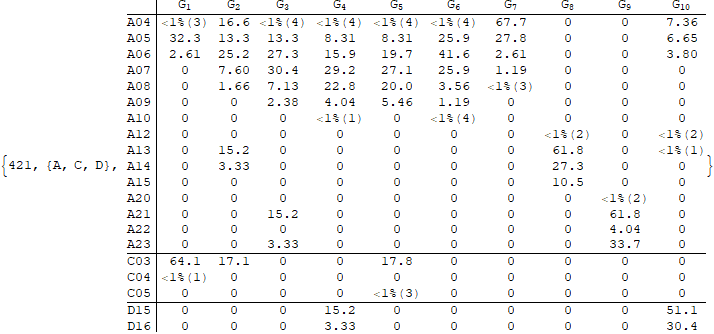 G1 G2 G3 G4 G5 G6 G7 G8 G9 G10
A04 <1%(3) 16.6 <1%(4) <1%(4) <1%(4) <1%(4) 67.7 0 0 7.36
A05 32.3 13.3 13.3 8.31 8.31 25.9 27.8 0 0 6.65
A06 2.61 25.2 27.3 15.9 19.7 41.6 2.61 0 0 3.80
A07 0 7.60 30.4 29.2 27.1 25.9 1.19 0 0 0
A08 0 1.66 7.13 22.8 20.0 3.56 <1%(3) 0 0 0
A09 0 0 2.38 4.04 5.46 1.19 0 0 0 0
A10 0 0 0 <1%(1) 0 <1%(4) 0 0 0 0
A12 0 0 0 0 0 0 0 <1%(2) 0 <1%(2)
A13 0 15.2 0 0 0 0 0 61.8 0 <1%(1)
{421, {A, C, D}, A14 0 3.33 0 0 0 0 0 27.3 0 0 }
A15 0 0 0 0 0 0 0 10.5 0 0
A20 0 0 0 0 0 0 0 0 <1%(2) 0
A21 0 0 15.2 0 0 0 0 0 61.8 0
A22 0 0 0 0 0 0 0 0 4.04 0
A23 0 0 3.33 0 0 0 0 0 33.7 0
C03 64.1 17.1 0 0 17.8 0 0 0 0 0
C04 <1%(1) 0 0 0 0 0 0 0 0 0
C05 0 0 0 0 <1%(3) 0 0 0 0 0
D15 0 0 0 15.2 0 0 0 0 0 51.1
D16 0 0 0 3.33 0 0 0 0 0 30.4